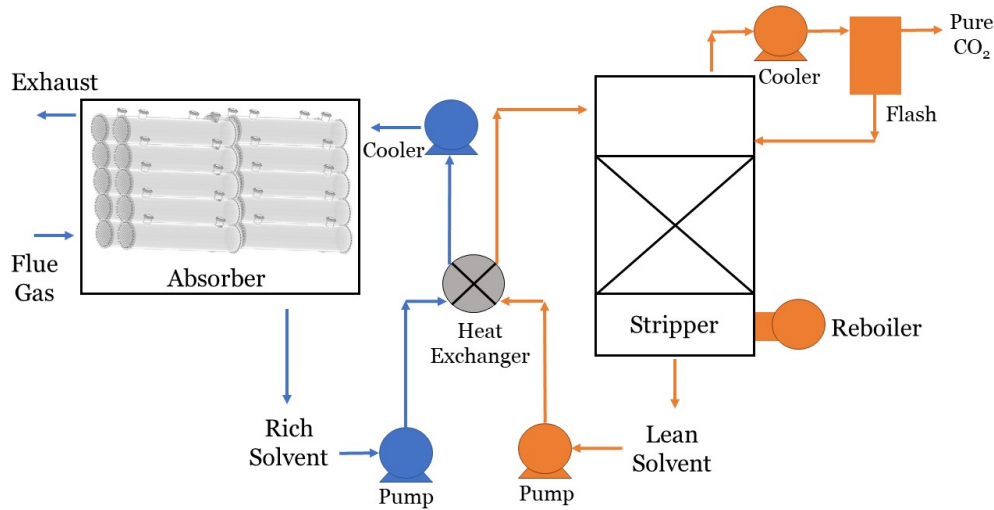 Exhaust
Flue
Gas
Absorber
Cooler
Heat
Exchanger
Rich
Solvent
Pump
Pump
Lean
Solvent
Stripper
Reboiler
Cooler
Flash
Pure
CO₂